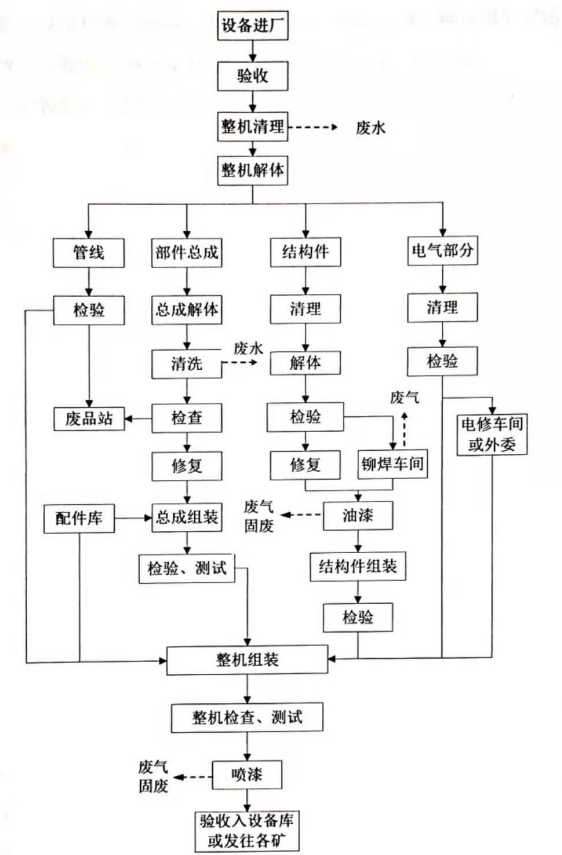 设备进厂
验收
整机清理
废水
整机解体
管线
部件总成
结构件
电气部分
检验
总成解体
清理
清理
清洗
废水
解体
检验
废气
废品站
检查
检验
电修车间
或外委
修复
修复
铆焊车间
配件库
总成组装
废气
固废
油漆
检验、测试
结构件组装
检验
整机组装
整机检查、测试
废气
固废
喷漆
验收入设备库
或发往各矿